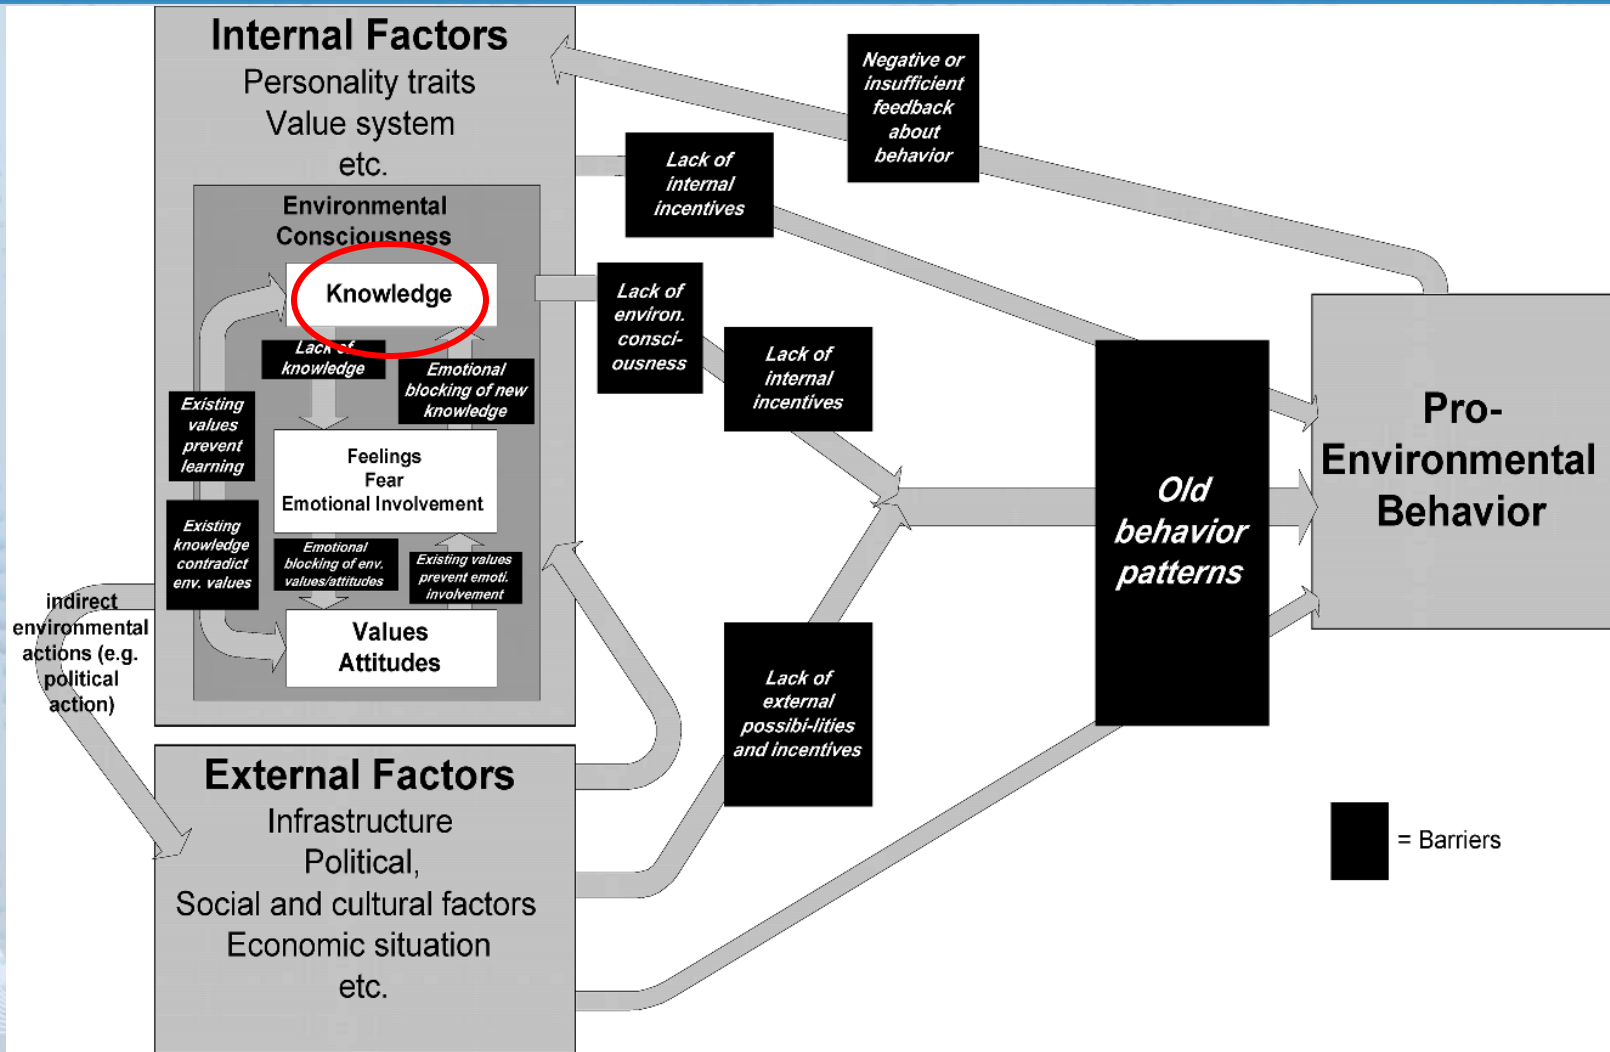 Internal Factors
Personality traits
Value system
etc.
Environmental
Consciousness
Knowledge
Lack of
knowledge
Emotional
blocking of new
knowledge
Existing
values
prevent
learning
Feelings
Fear
Emotional Involvement
Existing
knowledge
contradict
env. values
Emotional
blocking of env.
values/attitudes
Existing values
prevent emoti.
involvement
Values
Attitudes
indirect
environmental
actions (e.g.
political
action)
External Factors
Infrastructure
Political,
Social and cultural factors
Economic situation
etc.
Negative or
insufficient
feedback
about
behavior
Lack of
internal
incentives
Lack of
environ.
consci-
ousness
Lack of
internal
incentives
Lack of
external
possibi-lities
and incentives
Old
behavior
patterns
Pro-
Environmental
Behavior
= Barriers